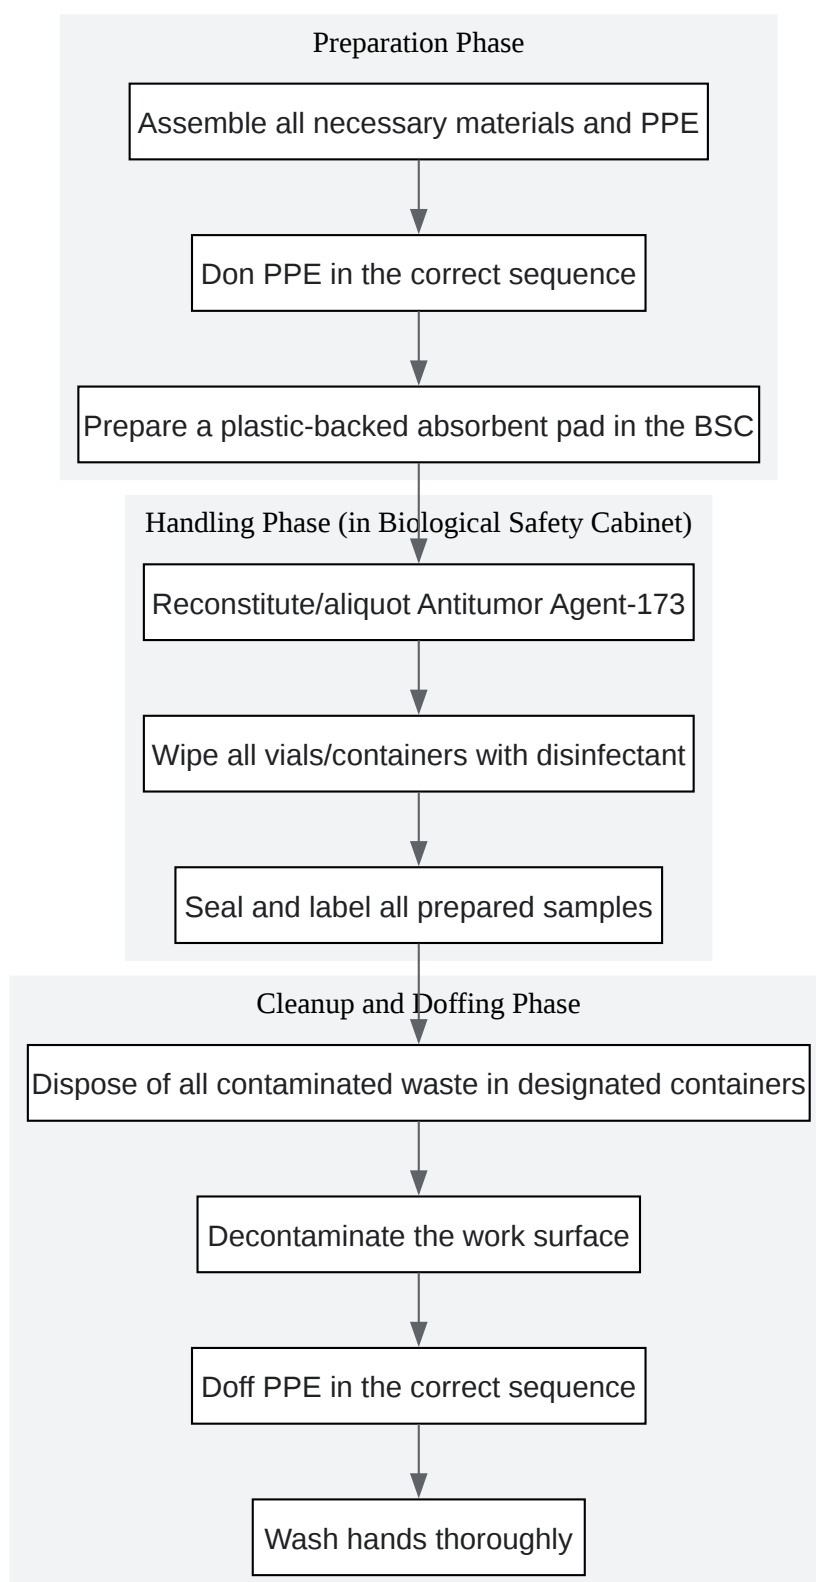 Preparation Phase
Assemble all necessary materials and PPE
Don PPE in the correct sequence
Prepare a plastic-backed absorbent pad in the BSC
Handling Phase (in Biological Safety Cabinet)
Reconstitute/aliquot Antitumor Agent-173
Wipe all vials/containers with disinfectant
Seal and label all prepared samples
Cleanup and Doffing Phase
Dispose of all contaminated waste in designated containers
Decontaminate the work surface
Doff PPE in the correct sequence
Wash hands thoroughly